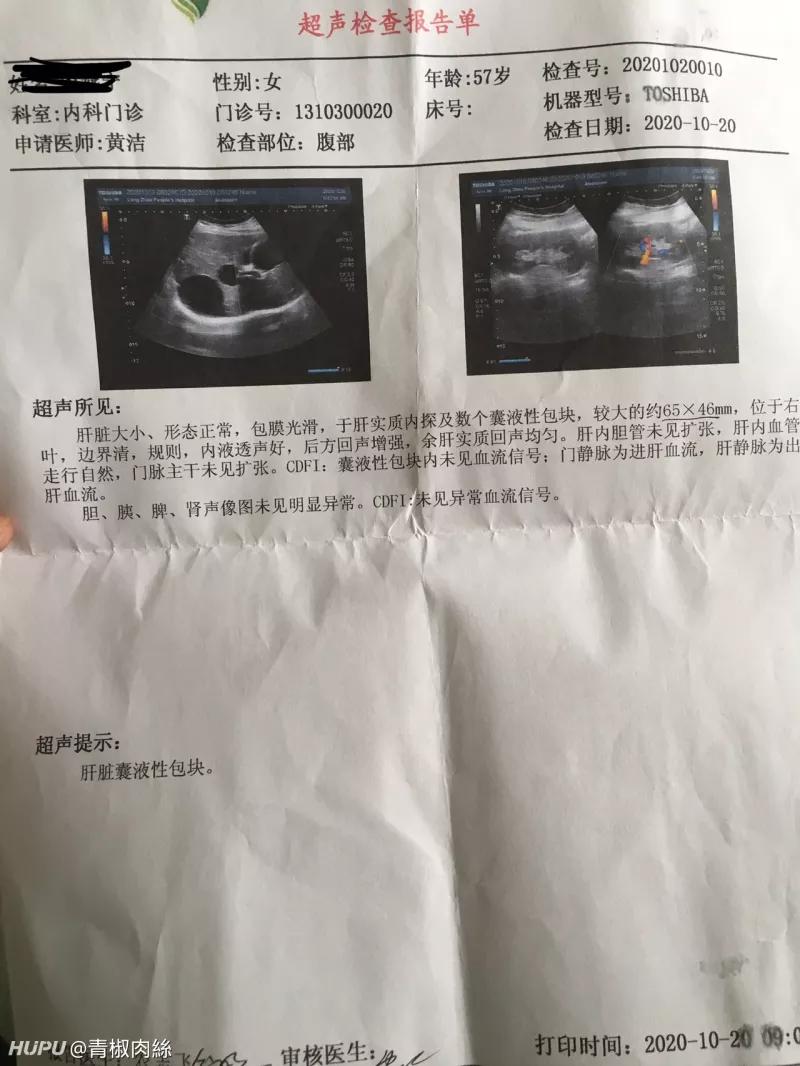 超声检查报告单
性别:女
年龄:57岁
检查号: 20201020010
科室:内科门诊
门诊号: 1310300020
床号:
机器型号: TOSHIBA
申请医师:黄洁
检查部位: 腹部
检查日期: 2020-10-20
Long Zhou People's Hospital
Long Zhou People's Hospital
超声所见:
肝脏大小、形态正常，包膜光滑，于肝实质内探及数个囊液性包块，较大的约65×46mm，位于右
叶，边界清，规则，内液透声好，后方回声增强，余肝实质回声均匀。肝内胆管未见扩张，肝内血管
走行自然，门脉主干未见扩张。CDFI: 囊液性包块内未见血流信号；门静脉为进肝血流，肝静脉为出
肝血流。
胆、胰、脾、肾声像图未见明显异常。CDFI:未见异常血流信号。
超声提示:
肝脏囊液性包块。
审核医生:
打印时间: 2020-10-20 09:0
HUPU @青椒肉絲